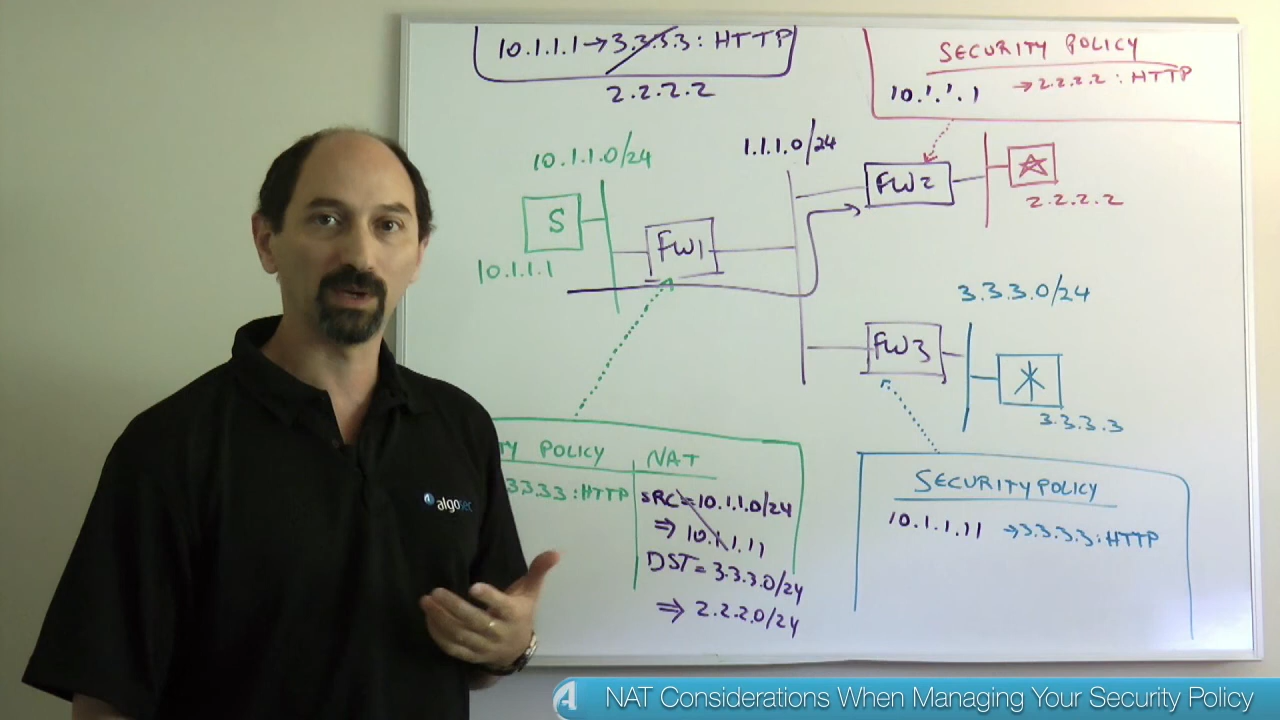 10.1.1.1 → 3.3.3.3 : HTTP
2.2.2.2
SECURITY POLICY
10.1.1.1 → 2.2.2.2 : HTTP
10.1.1.0/24
1.1.1.0/24
S
FW1
FW2
10.1.1.1
2.2.2.2
3.3.3.0/24
FW3
3.3.3.3
TY POLICY
NAT
3.3.3.3 : HTTP
SRC=10.1.1.0/24
⇒ 10.1.1.11
DST=3.3.3.0/24
⇒ 2.2.2.0/24
SECURITY POLICY
10.1.1.11 → 3.3.3.3 : HTTP
algosec
NAT Considerations When Managing Your Security Policy